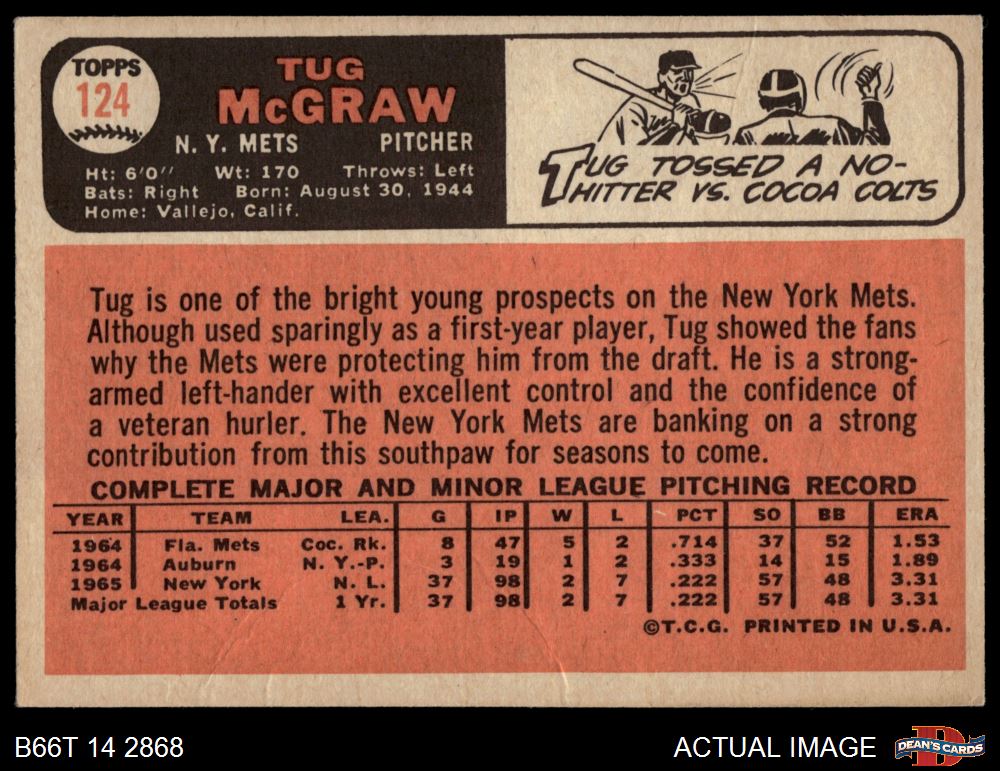 TOPPS
124
TUG
McGRAW
N. Y. METS PITCHER
Ht: 6'0" Wt: 170 Throws: Left
Bats: Right Born: August 30, 1944
Home: Vallejo, Calif.
TUG TOSSED A NO-
HITTER VS. COCOA COLTS
Tug is one of the bright young prospects on the New York Mets.
Although used sparingly as a first-year player, Tug showed the fans
why the Mets were protecting him from the draft. He is a strong-
armed left-hander with excellent control and the confidence of
a veteran hurler. The New York Mets are banking on a strong
contribution from this southpaw for seasons to come.
COMPLETE MAJOR AND MINOR LEAGUE PITCHING RECORD
YEAR TEAM LEA. G IP W L PCT SO BB ERA
1964 Fla. Mets Coc. Rk. 8 47 5 2 .714 37 52 1.53
1964 Auburn N. Y.-P. 3 19 1 2 .333 14 15 1.89
1965 New York N. L. 37 98 2 7 .222 57 48 3.31
Major League Totals 1 Yr. 37 98 2 7 .222 57 48 3.31
©T.C.G. PRINTED IN U.S.A.
B66T 14 2868 ACTUAL IMAGE
DEAN'S CARDS